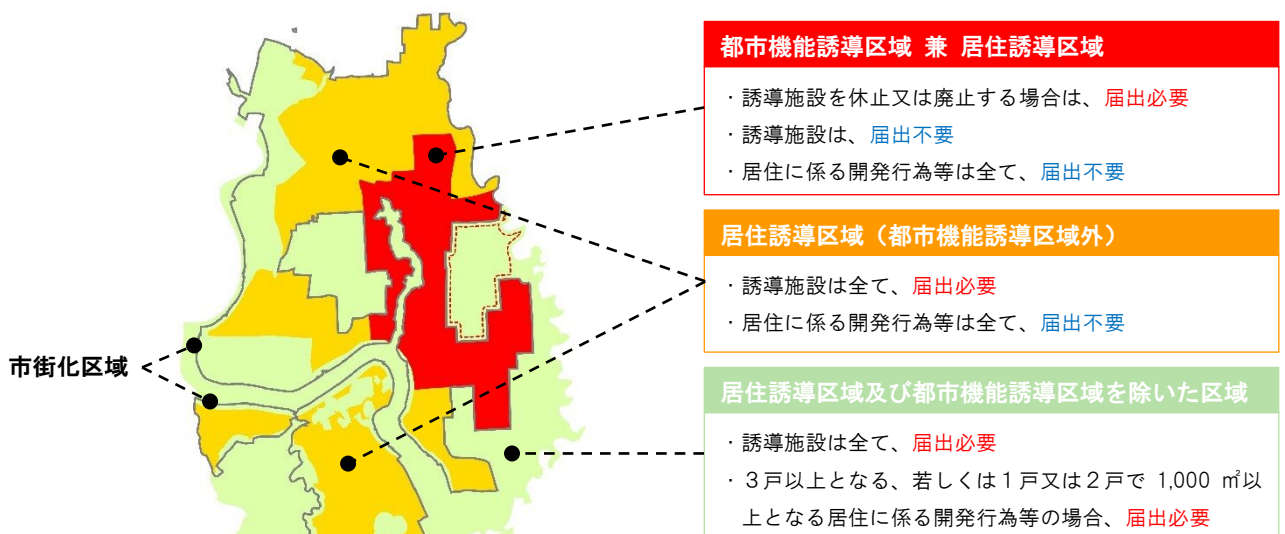 都市機能誘導区域 兼 居住誘導区域
・誘導施設を休止又は廃止する場合は、届出必要
・誘導施設は、届出不要
・居住に係る開発行為等は全て、届出不要
居住誘導区域（都市機能誘導区域外）
・誘導施設は全て、届出必要
・居住に係る開発行為等は全て、届出不要
市街化区域
居住誘導区域及び都市機能誘導区域を除いた区域
・誘導施設は全て、届出必要
・３戸以上となる、若しくは１戸又は２戸で 1,000 ㎡以
上となる居住に係る開発行為等の場合、届出必要